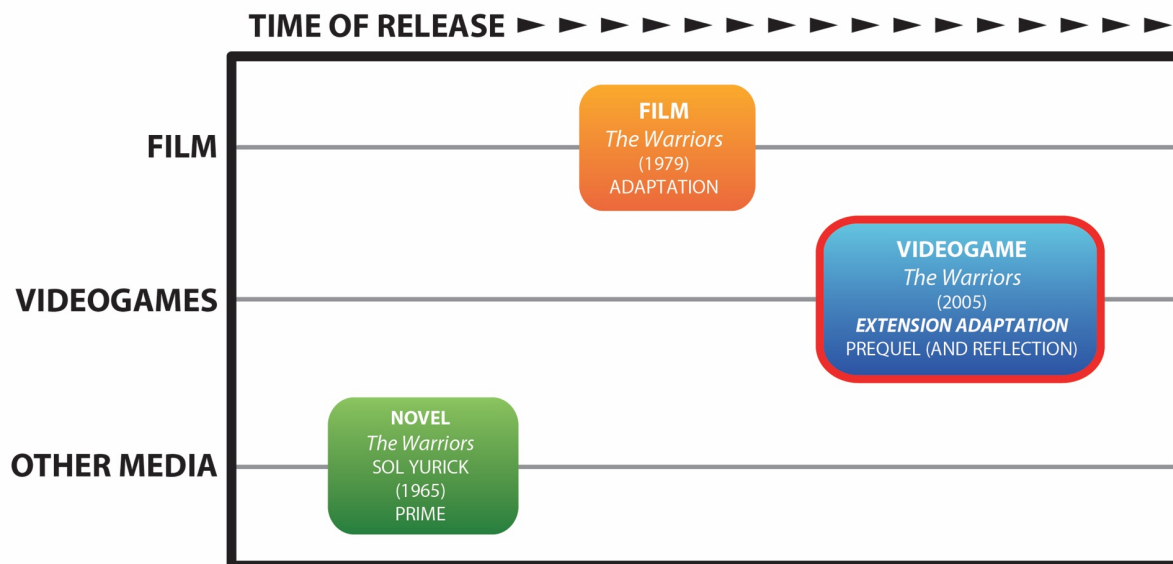 TIME OF RELEASE
FILM
FILM
The Warriors
(1979)
ADAPTATION
VIDEOGAMES
VIDEOGAME
The Warriors
(2005)
EXTENSION ADAPTATION
PREQUEL (AND REFLECTION)
OTHER MEDIA
NOVEL
The Warriors
SOL YURICK
(1965)
PRIME